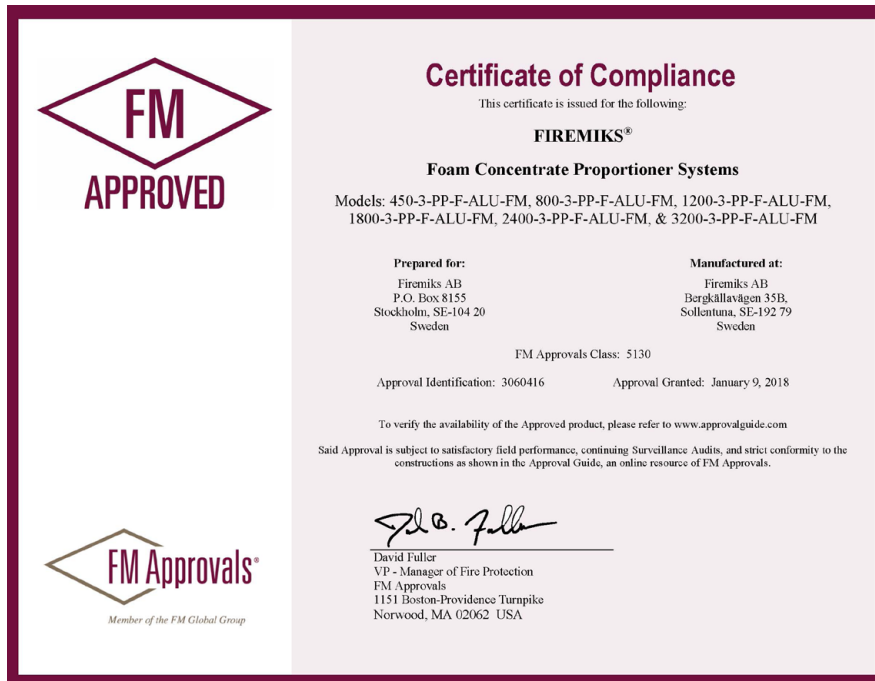 FM
APPROVED
Certificate of Compliance
This certificate is issued for the following:
FIREMIKS®
Foam Concentrate Proportioner Systems
Models: 450-3-PP-F-ALU-FM, 800-3-PP-F-ALU-FM, 1200-3-PP-F-ALU-FM,
1800-3-PP-F-ALU-FM, 2400-3-PP-F-ALU-FM, & 3200-3-PP-F-ALU-FM
Prepared for:
Firemiks AB
P.O. Box 8155
Stockholm, SE-104 20
Sweden
Manufactured at:
Firemiks AB
Bergkällavägen 35B,
Sollentuna, SE-192 79
Sweden
FM Approvals Class: 5130
Approval Identification: 3060416
Approval Granted: January 9, 2018
To verify the availability of the Approved product, please refer to www.approvalguide.com
Said Approval is subject to satisfactory field performance, continuing Surveillance Audits, and strict conformity to the
constructions as shown in the Approval Guide, an online resource of FM Approvals.
David Fuller
VP - Manager of Fire Protection
FM Approvals
1151 Boston-Providence Turnpike
Norwood, MA 02062 USA
FM Approvals®
Member of the FM Global Group